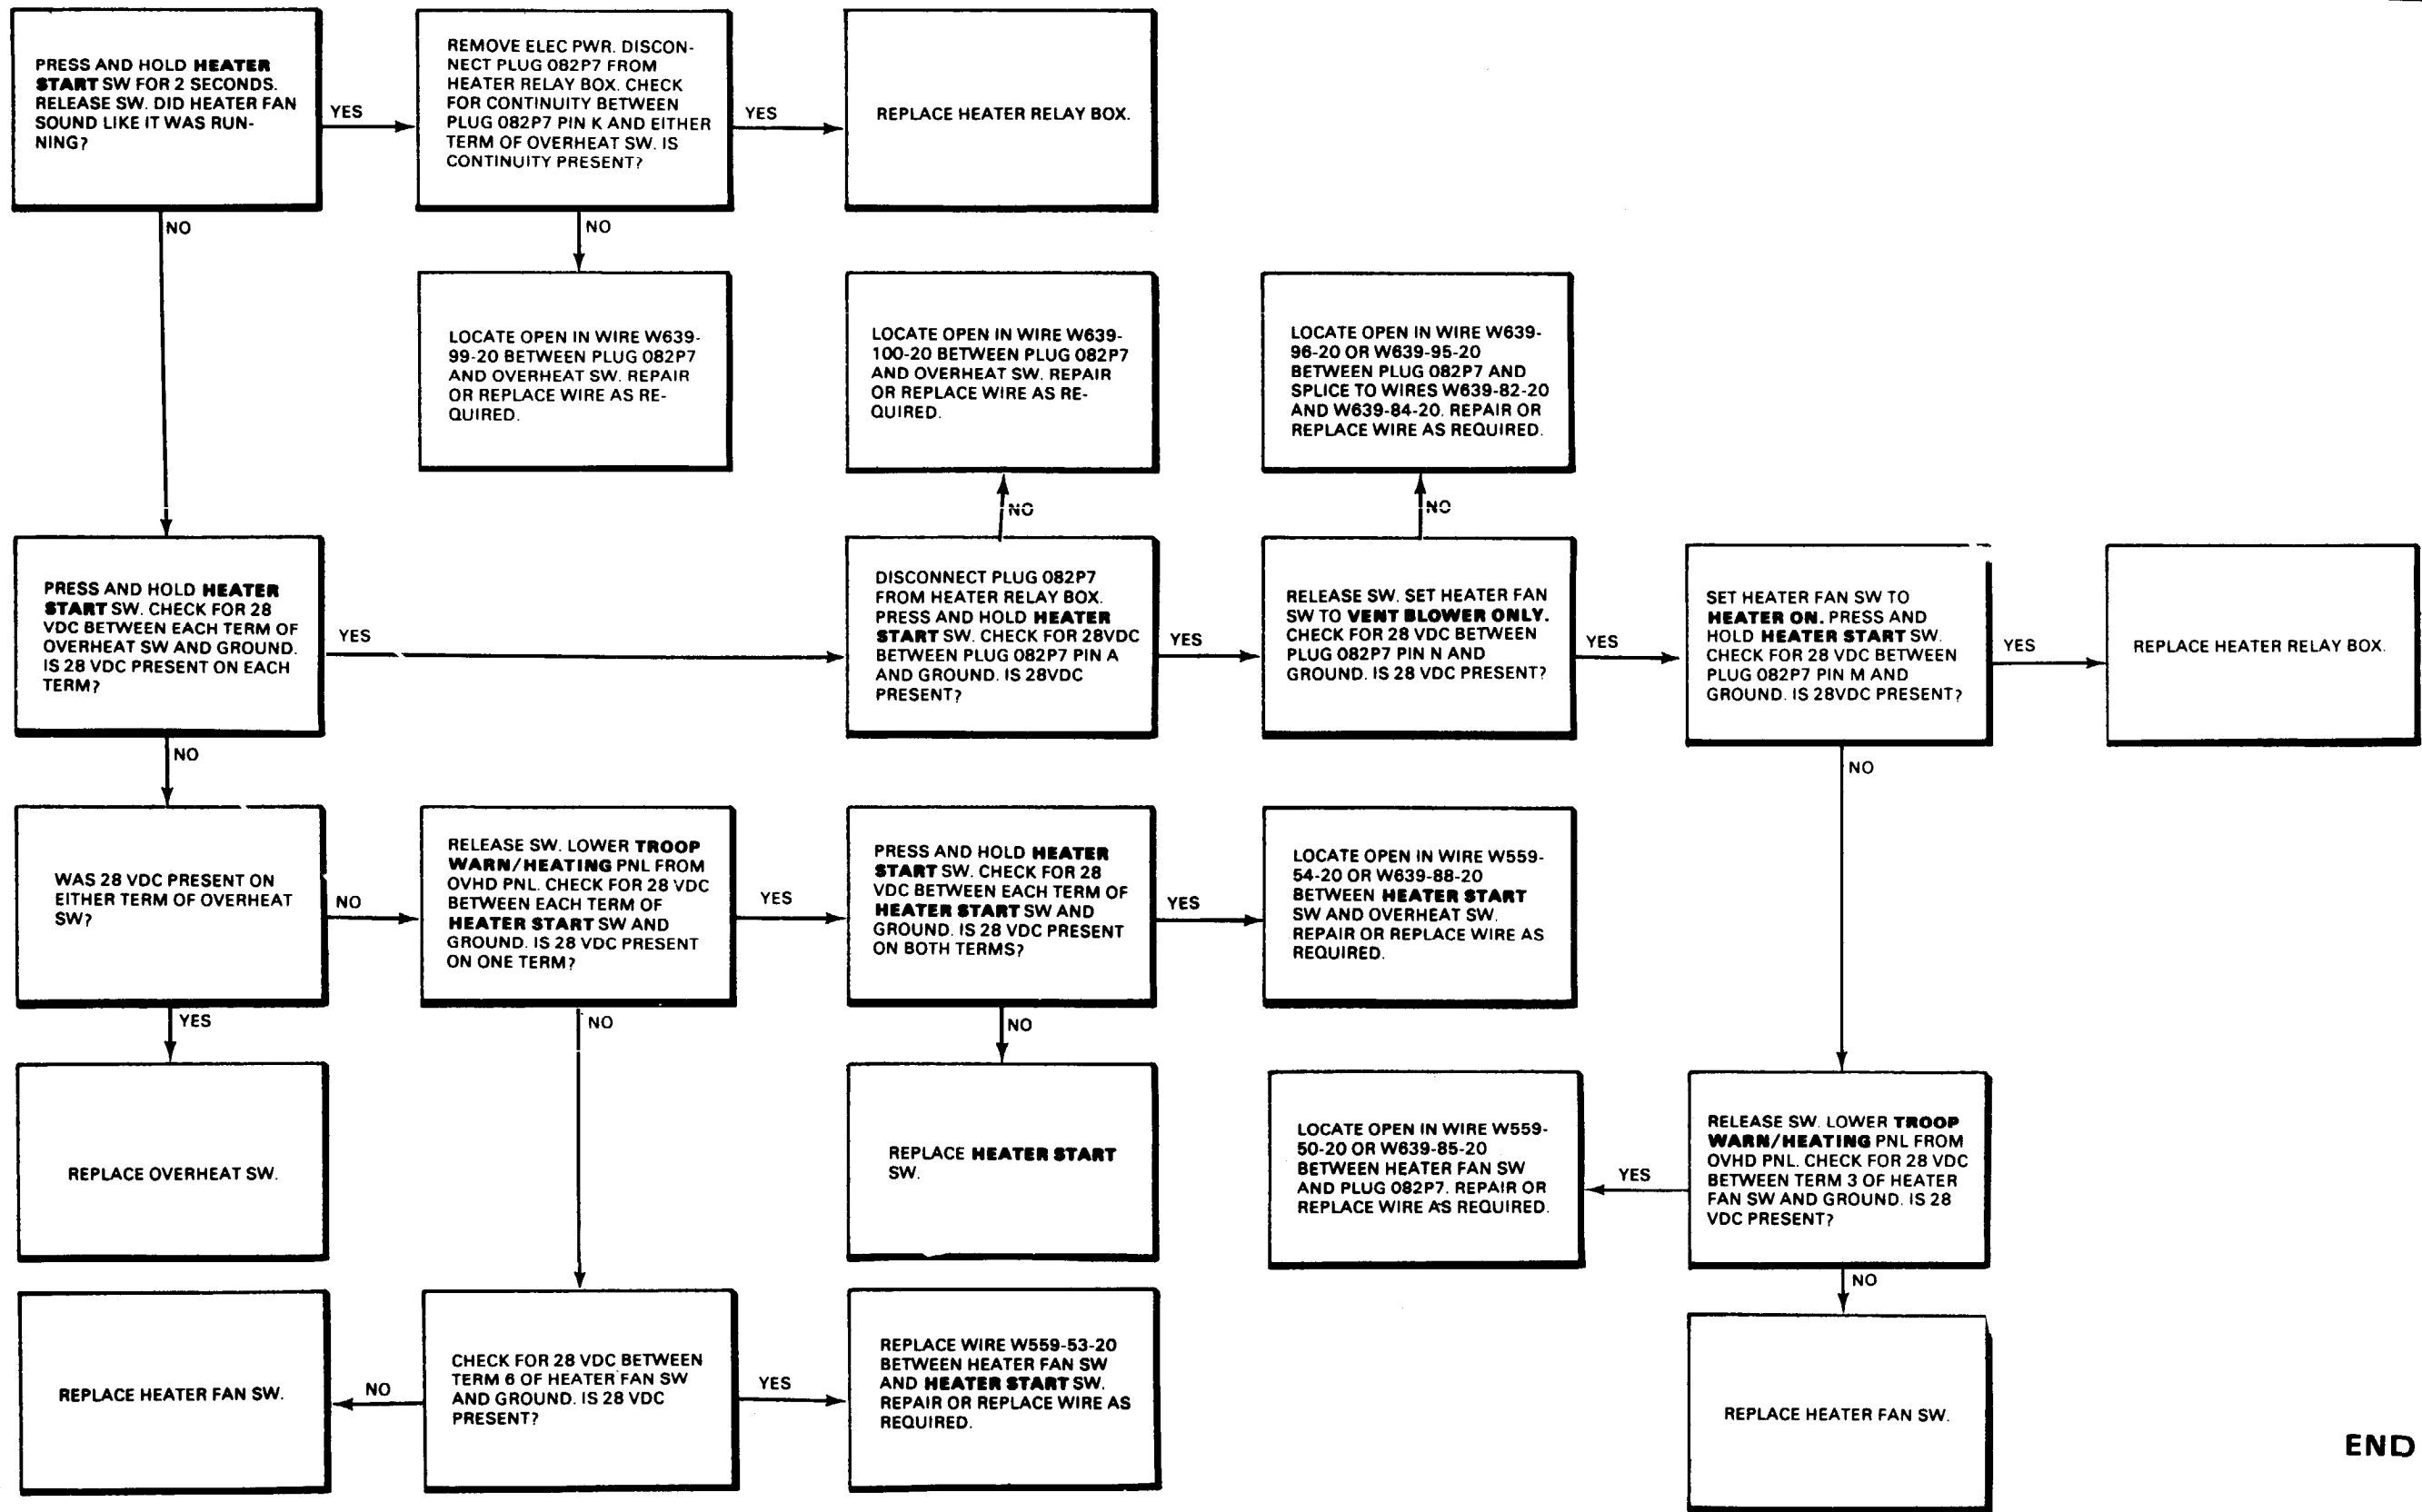 PRESS AND HOLD HEATER
START SW FOR 2 SECONDS.
RELEASE SW. DID HEATER FAN
SOUND LIKE IT WAS RUN-
NING?
YES
NO
REMOVE ELEC PWR. DISCON-
NECT PLUG 082P7 FROM
HEATER RELAY BOX. CHECK
FOR CONTINUITY BETWEEN
PLUG 082P7 PIN K AND EITHER
TERM OF OVERHEAT SW. IS
CONTINUITY PRESENT?
YES
NO
REPLACE HEATER RELAY BOX.
LOCATE OPEN IN WIRE W639-
99-20 BETWEEN PLUG 082P7
AND OVERHEAT SW. REPAIR
OR REPLACE WIRE AS RE-
QUIRED.
LOCATE OPEN IN WIRE W639-
100-20 BETWEEN PLUG 082P7
AND OVERHEAT SW. REPAIR
OR REPLACE WIRE AS RE-
QUIRED.
LOCATE OPEN IN WIRE W639-
96-20 OR W639-95-20
BETWEEN PLUG 082P7 AND
SPLICE TO WIRES W639-82-20
AND W639-84-20. REPAIR OR
REPLACE WIRE AS REQUIRED.
NO
NO
PRESS AND HOLD HEATER
START SW. CHECK FOR 28
VDC BETWEEN EACH TERM OF
OVERHEAT SW AND GROUND.
IS 28 VDC PRESENT ON EACH
TERM?
YES
NO
DISCONNECT PLUG 082P7
FROM HEATER RELAY BOX.
PRESS AND HOLD HEATER
START SW. CHECK FOR 28VDC
BETWEEN PLUG 082P7 PIN A
AND GROUND. IS 28VDC
PRESENT?
YES
RELEASE SW. SET HEATER FAN
SW TO VENT BLOWER ONLY.
CHECK FOR 28 VDC BETWEEN
PLUG 082P7 PIN N AND
GROUND. IS 28 VDC PRESENT?
YES
SET HEATER FAN SW TO
HEATER ON. PRESS AND
HOLD HEATER START SW.
CHECK FOR 28 VDC BETWEEN
PLUG 082P7 PIN M AND
GROUND. IS 28VDC PRESENT?
YES
NO
REPLACE HEATER RELAY BOX.
WAS 28 VDC PRESENT ON
EITHER TERM OF OVERHEAT
SW?
NO
YES
RELEASE SW. LOWER TROOP
WARN/HEATING PNL FROM
OVHD PNL. CHECK FOR 28 VDC
BETWEEN EACH TERM OF
HEATER START SW AND
GROUND. IS 28 VDC PRESENT
ON ONE TERM?
YES
NO
PRESS AND HOLD HEATER
START SW. CHECK FOR 28
VDC BETWEEN EACH TERM OF
HEATER START SW AND
GROUND. IS 28 VDC PRESENT
ON BOTH TERMS?
YES
NO
LOCATE OPEN IN WIRE W559-
54-20 OR W639-88-20
BETWEEN HEATER START
SW AND OVERHEAT SW.
REPAIR OR REPLACE WIRE AS
REQUIRED.
REPLACE OVERHEAT SW.
REPLACE HEATER START
SW.
LOCATE OPEN IN WIRE W559-
50-20 OR W639-85-20
BETWEEN HEATER FAN SW
AND PLUG 082P7. REPAIR OR
REPLACE WIRE AS REQUIRED.
YES
RELEASE SW. LOWER TROOP
WARN/HEATING PNL FROM
OVHD PNL. CHECK FOR 28 VDC
BETWEEN TERM 3 OF HEATER
FAN SW AND GROUND. IS 28
VDC PRESENT?
NO
REPLACE HEATER FAN SW.
NO
CHECK FOR 28 VDC BETWEEN
TERM 6 OF HEATER FAN SW
AND GROUND. IS 28 VDC
PRESENT?
YES
REPLACE WIRE W559-53-20
BETWEEN HEATER FAN SW
AND HEATER START SW.
REPAIR OR REPLACE WIRE AS
REQUIRED.
REPLACE HEATER FAN SW.
END